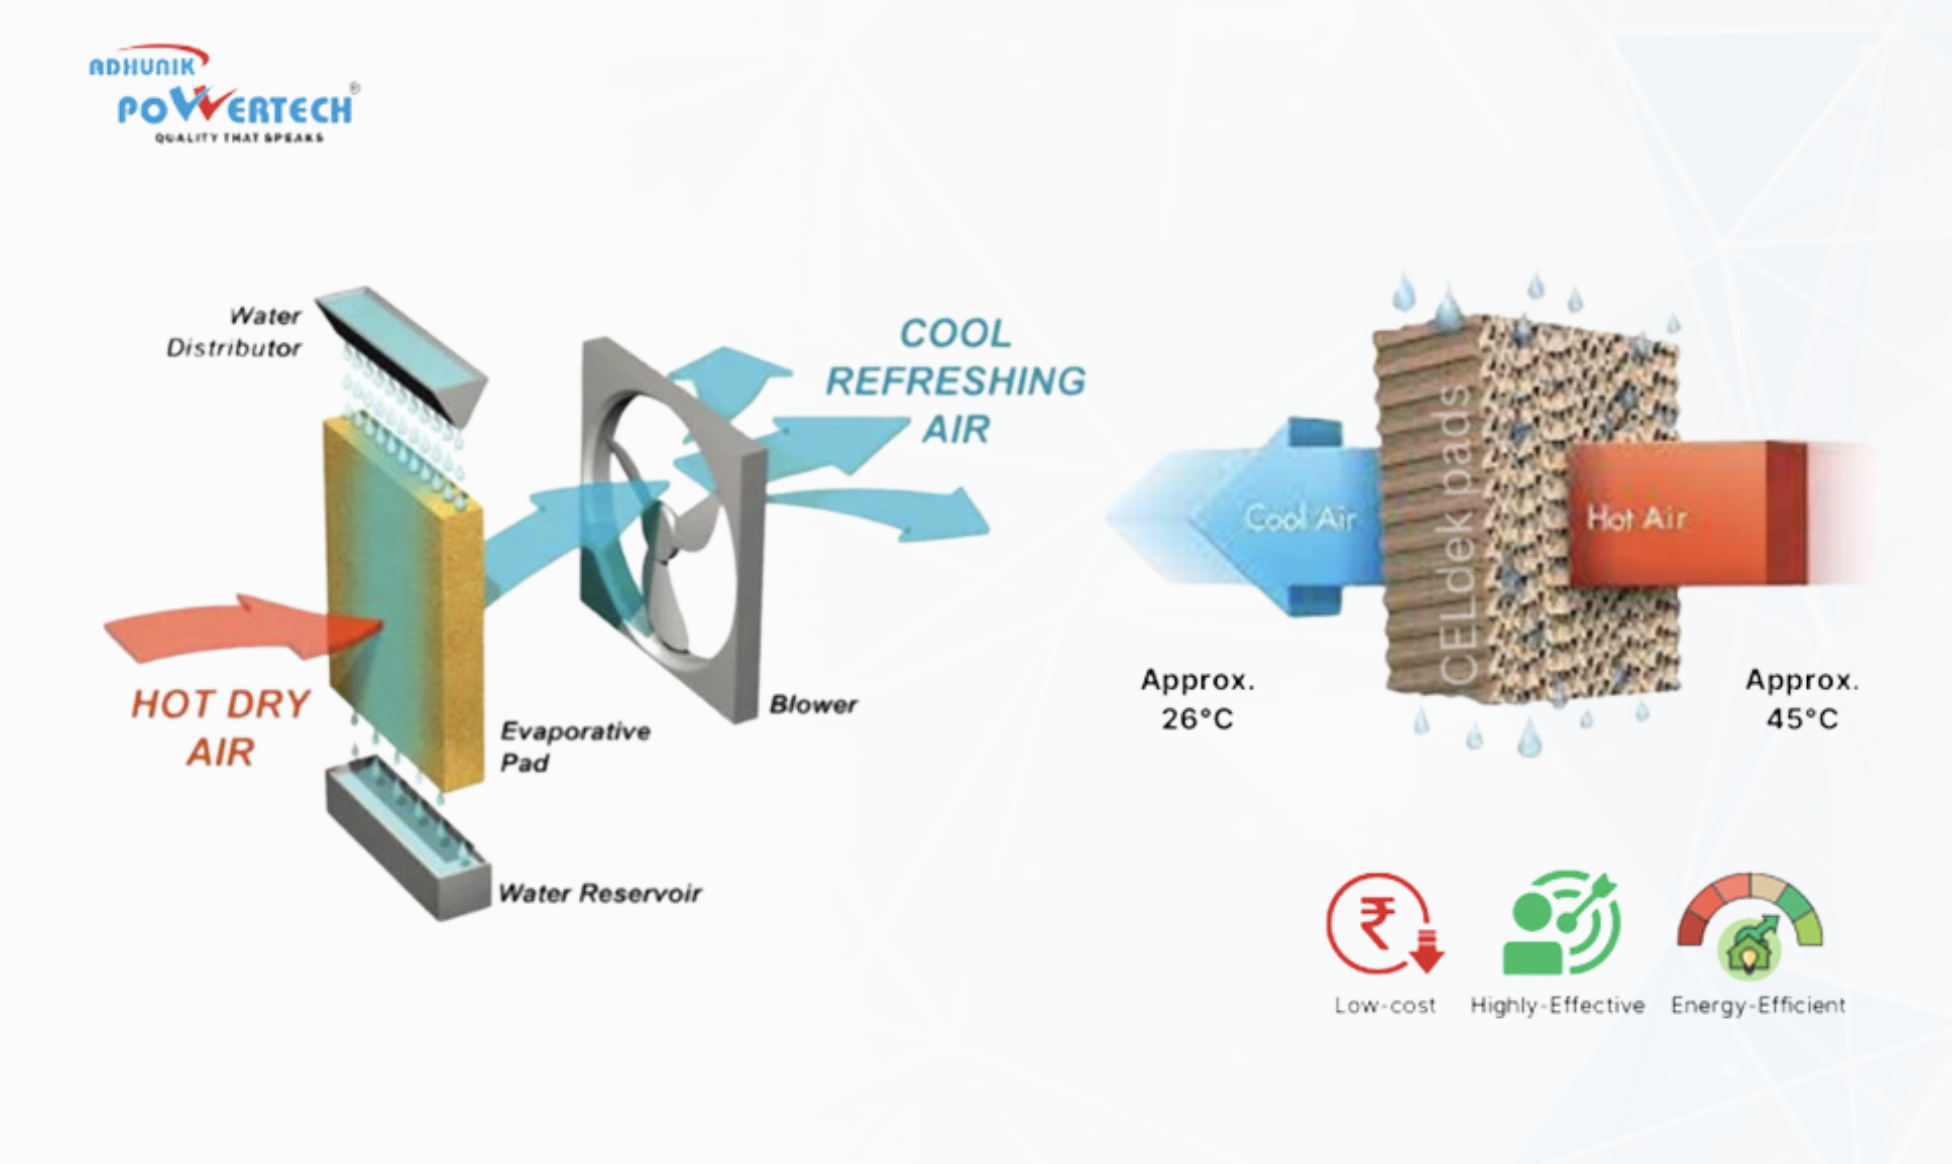 ADHUNIK
POWERTECH®
QUALITY THAT SPEAKS
Water
Distributor
COOL
REFRESHING
AIR
HOT DRY
AIR
Evaporative
Pad
Blower
Water Reservoir
Cool Air
CELdek pads
Hot Air
Approx.
26°C
Approx.
45°C
₹
Low-cost
Highly-Effective
Energy-Efficient